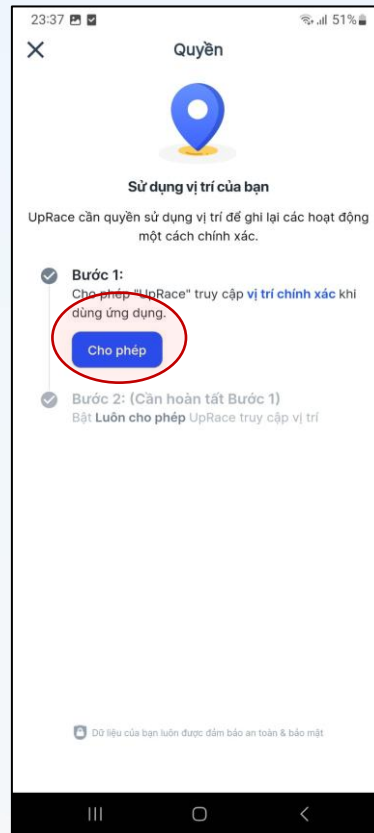 23:37 51%
Quyền
Sử dụng vị trí của bạn
UpRace cần quyền sử dụng vị trí để ghi lại các hoạt động
một cách chính xác.
Bước 1:
Cho phép "UpRace" truy cập vị trí chính xác khi
dùng ứng dụng.
Cho phép
Bước 2: (Cần hoàn tất Bước 1)
Bật Luôn cho phép UpRace truy cập vị trí
Dữ liệu của bạn luôn được đảm bảo an toàn & bảo mật